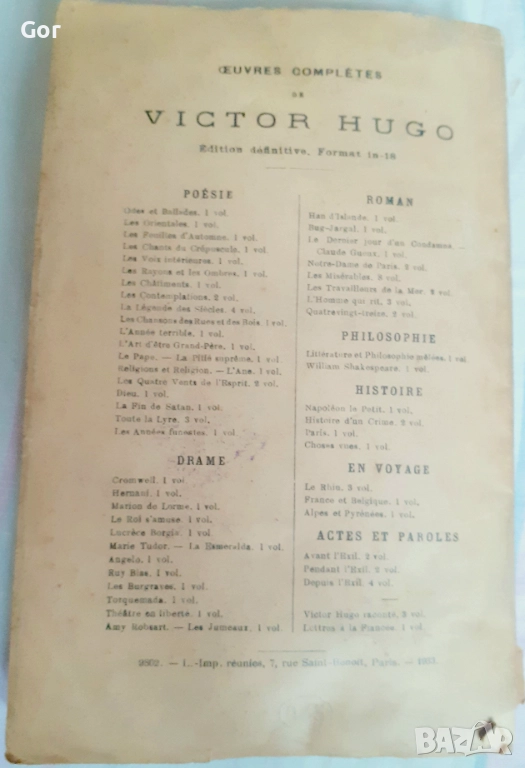 Gor
ŒUVRES COMPLÈTES
DE
VICTOR HUGO
Édition définitive, Format in-18
POÉSIE
Odes et Ballades. 1 vol.
Les Orientales. 1 vol.
Les Feuilles d'Automne. 1 vol.
Les Chants du Crépuscule. 1 vol.
Les Voix intérieures. 1 vol.
Les Rayons et les Ombres. 1 vol.
Les Châtiments. 1 vol.
Les Contemplations. 2 vol.
La Légende des Siècles. 4 vol.
Les Chansons des Rues et des Bois. 1 vol.
L'Année terrible. 1 vol.
L'Art d'être Grand-Père. 1 vol.
Le Pape. — La Pitié suprême. 1 vol.
Religions et Religion. — L'Ane. 1 vol.
Les Quatre Vents de l'Esprit. 2 vol.
Dieu. 1 vol.
La Fin de Satan. 1 vol.
Toute la Lyre. 3 vol.
Les Années funestes. 1 vol.
DRAME
Cromwell. 1 vol.
Hernani. 1 vol.
Marion de Lorme. 1 vol.
Le Roi s'amuse. 1 vol.
Lucrèce Borgia. 1 vol.
Marie Tudor. — La Esmeralda. 1 vol.
Angelo. 1 vol.
Ruy Blas. 1 vol.
Les Burgraves. 1 vol.
Torquemada. 1 vol.
Théâtre en liberté. 1 vol.
Amy Robsart. — Les Jumeaux. 1 vol.
ROMAN
Han d'Islande. 1 vol.
Bug-Jargal. 1 vol.
Le Dernier jour d'un Condamné. —
Claude Gueux. 1 vol.
Notre-Dame de Paris. 2 vol.
Les Misérables. vol.
Les Travailleurs de la Mer. 2 vol.
L'Homme qui rit. 3 vol.
Quatrevingt-treize. 2 vol.
PHILOSOPHIE
Littérature et Philosophie mêlées. 1 vol
William Shakespeare. 1 vol.
HISTOIRE
Napoléon le Petit. 1 vol.
Histoire d'un Crime. 2 vol.
Paris. 1 vol.
Choses vues. 1 vol.
EN VOYAGE
Le Rhin. 3 vol.
France et Belgique. 1 vol.
Alpes et Pyrénées. 1 vol.
ACTES ET PAROLES
Avant l'Exil. 2 vol.
Pendant l'Exil. 2 vol.
Depuis l'Exil. 4 vol.
Victor Hugo raconté. 3 vol.
Lettres à la Fiancée. 1 vol.
9802. — L.-Imp. réunies, 7, rue Saint-Benoît, Paris. —
BAZAR